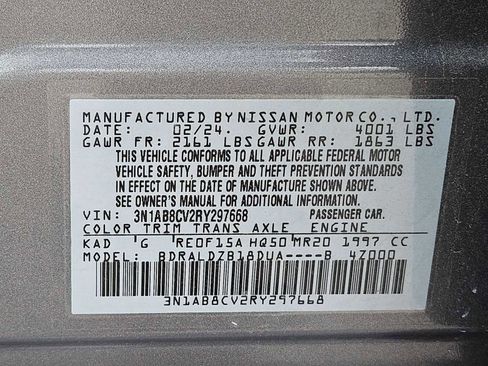 MANUFACTURED BY NISSAN MOTOR CO., LTD.
DATE: 02/24. GVWR: 4001 LBS
GAWR FR: 2161 LBS GAWR RR: 1863 LBS
THIS VEHICLE CONFORMS TO ALL APPLICABLE FEDERAL MOTOR
VEHICLE SAFETY, BUMPER AND THEFT PREVENTION STANDARDS
IN EFFECT ON THE DATE OF MANUFACTURE SHOWN ABOVE.
SEE OWNER'S MANUAL FOR ADDITIONAL INFORMATION.
VIN: 3N1AB8CV2RY297668 PASSENGER CAR.
COLOR TRIM TRANS AXLE ENGINE
KAD G RE0F15A HQ50 MR20 1997 CC
BDRALDZB18DUA----B 4Z000
3N1AB8CV2RY297668